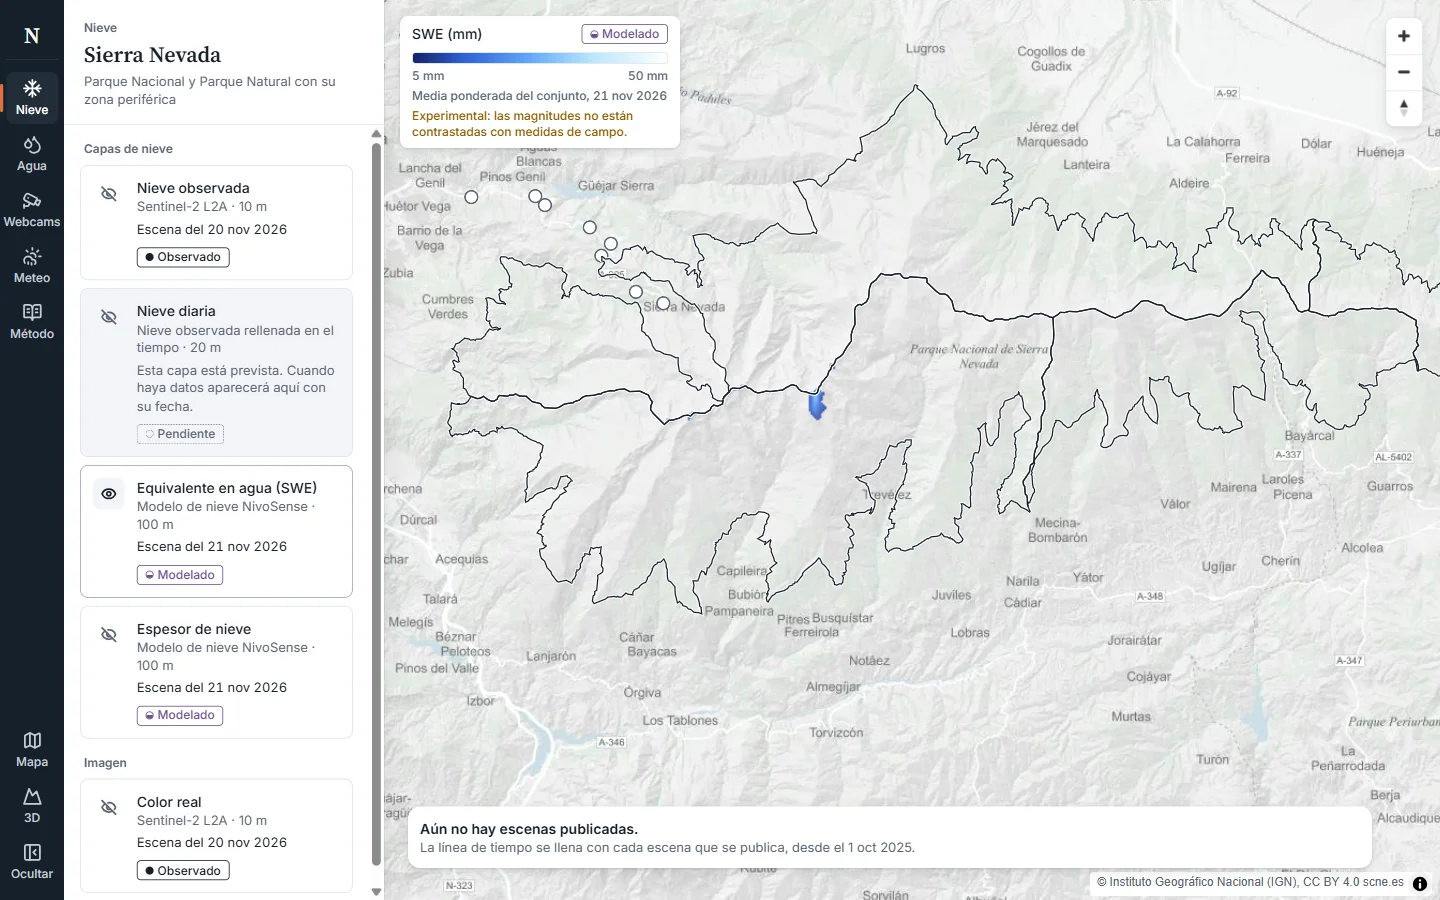 N
Nieve
Agua
Webcams
Meteo
Método
Mapa
3D
Ocultar
Nieve
Sierra Nevada
Parque Nacional y Parque Natural con su
zona periférica
Capas de nieve
Nieve observada
Sentinel-2 L2A · 10 m
Escena del 20 nov 2026
Observado
Nieve diaria
Nieve observada rellenada en el
tiempo · 20 m
Esta capa está prevista. Cuando
haya datos aparecerá aquí con
su fecha.
Pendiente
Equivalente en agua (SWE)
Modelo de nieve NivoSense ·
100 m
Escena del 21 nov 2026
Modelado
Espesor de nieve
Modelo de nieve NivoSense ·
100 m
Escena del 21 nov 2026
Modelado
Imagen
Color real
Sentinel-2 L2A · 10 m
Escena del 20 nov 2026
Observado
SWE (mm)
Modelado
5 mm
50 mm
Media ponderada del conjunto, 21 nov 2026
Experimental: las magnitudes no están
contrastadas con medidas de campo.
Lugros
Cogollos de
Guadix
A-92
Jérez del
Marquesado
Lanteira
La Calahorra
Ferreira
Dólar
Huéneja
Aldeire
Aguas
Blancas
Pinos Genil
Lancha del
Genil
Güéjar Sierra
Huétor Vega
Barrio de la
Vega
Zubia
Cumbres
Verdes
Sierra Nevada
Parque Nacional de Sierra
Nevada
Bayárcal
A-337
AL-5402
Laroles
Mairena
Picena
Guarros
Trevélez
Válor
Mecina-
Bombarón
Alcolea
Cherín
Ugíjar
Dúrcal
Acequias
Capileira
Bubión
Pampaneira
Pitres
Busquístar
Ferreirola
Juviles
Narila
Yátor
Cádiar
A-348
Talará
Melegís
Béznar
Peloteos
Pinos del Valle
Lanjarón
Cáñar
Bayacas
Lobras
Jorairátar
Notáez
Almegíjar
Cojáyar
A-347
Izbor
Órgiva
Los Tablones
Torvizcón
Murtas
A-346
Turón
Parque Periurban
La
Peñarrodada
Berja
Alcaudique
Aún no hay escenas publicadas.
La línea de tiempo se llena con cada escena que se publica, desde el 1 oct 2025.
N-323
Rubite
Sorvilán
© Instituto Geográfico Nacional (IGN), CC BY 4.0 scne.es